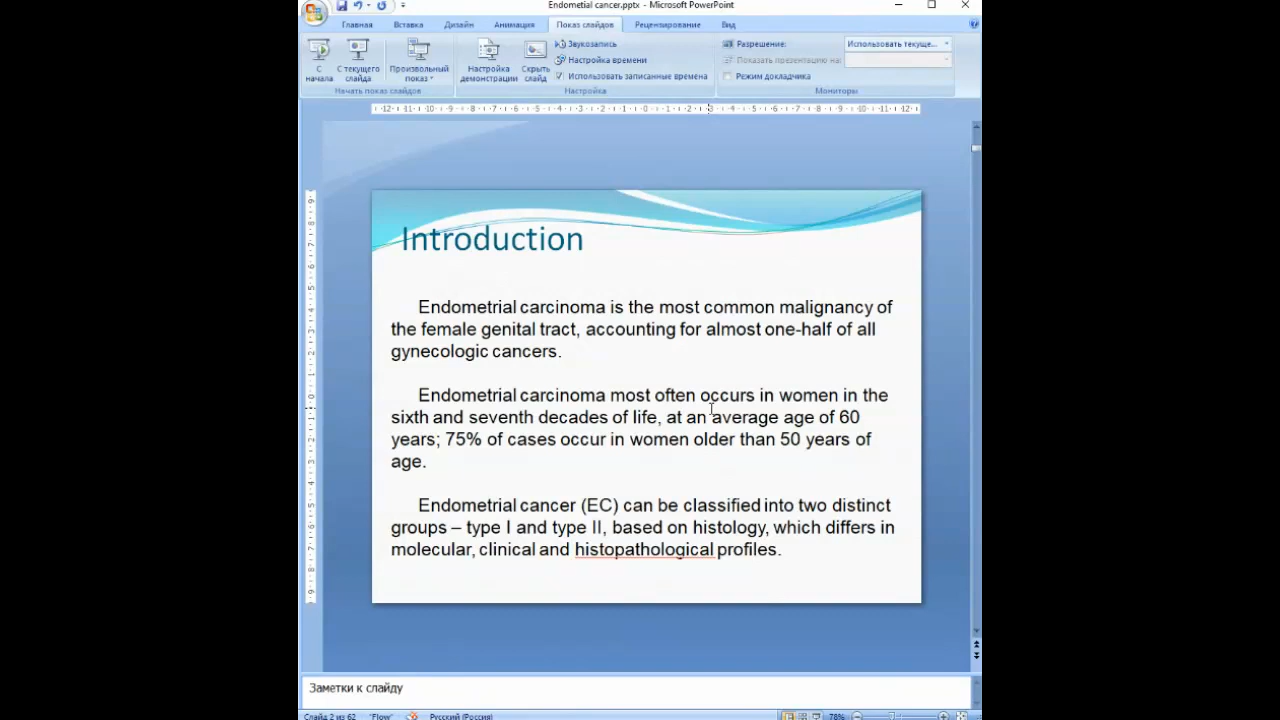 Endometial cancer.pptx - Microsoft PowerPoint
Главная Вставка Дизайн Анимация Показ слайдов Рецензирование Вид
С начала
С текущего слайда
Произвольный показ
Начать показ слайдов
Настройка демонстрации
Скрыть слайд
Звукозапись
Настройка времени
Использовать записанные времена
Настройка
Разрешение: Использовать текуще...
Показать презентацию на:
Режим докладчика
Мониторы
Introduction
Endometrial carcinoma is the most common malignancy of
the female genital tract, accounting for almost one-half of all
gynecologic cancers.
Endometrial carcinoma most often occurs in women in the
sixth and seventh decades of life, at an average age of 60
years; 75% of cases occur in women older than 50 years of
age.
Endometrial cancer (EC) can be classified into two distinct
groups – type I and type II, based on histology, which differs in
molecular, clinical and histopathological profiles.
Заметки к слайду
Слайд 2 из 62 "Flow" Русский (Россия) 78%